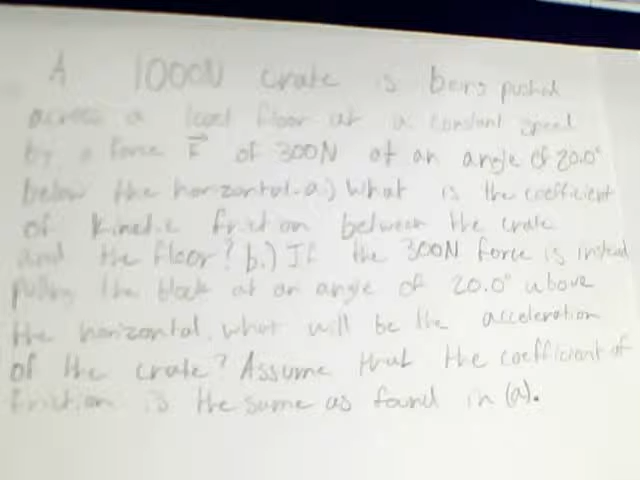 A 1000N crate is being pushed
across a level floor at a constant speed
by a force F of 300N at an angle of 20.0°
below the horizontal. a.) What is the coefficient
of kinetic friction between the crate
and the floor? b.) If the 300N force is instead
pulling the block at an angle of 20.0° above
the horizontal, what will be the acceleration
of the crate? Assume that the coefficient of
friction is the same as found in (a).